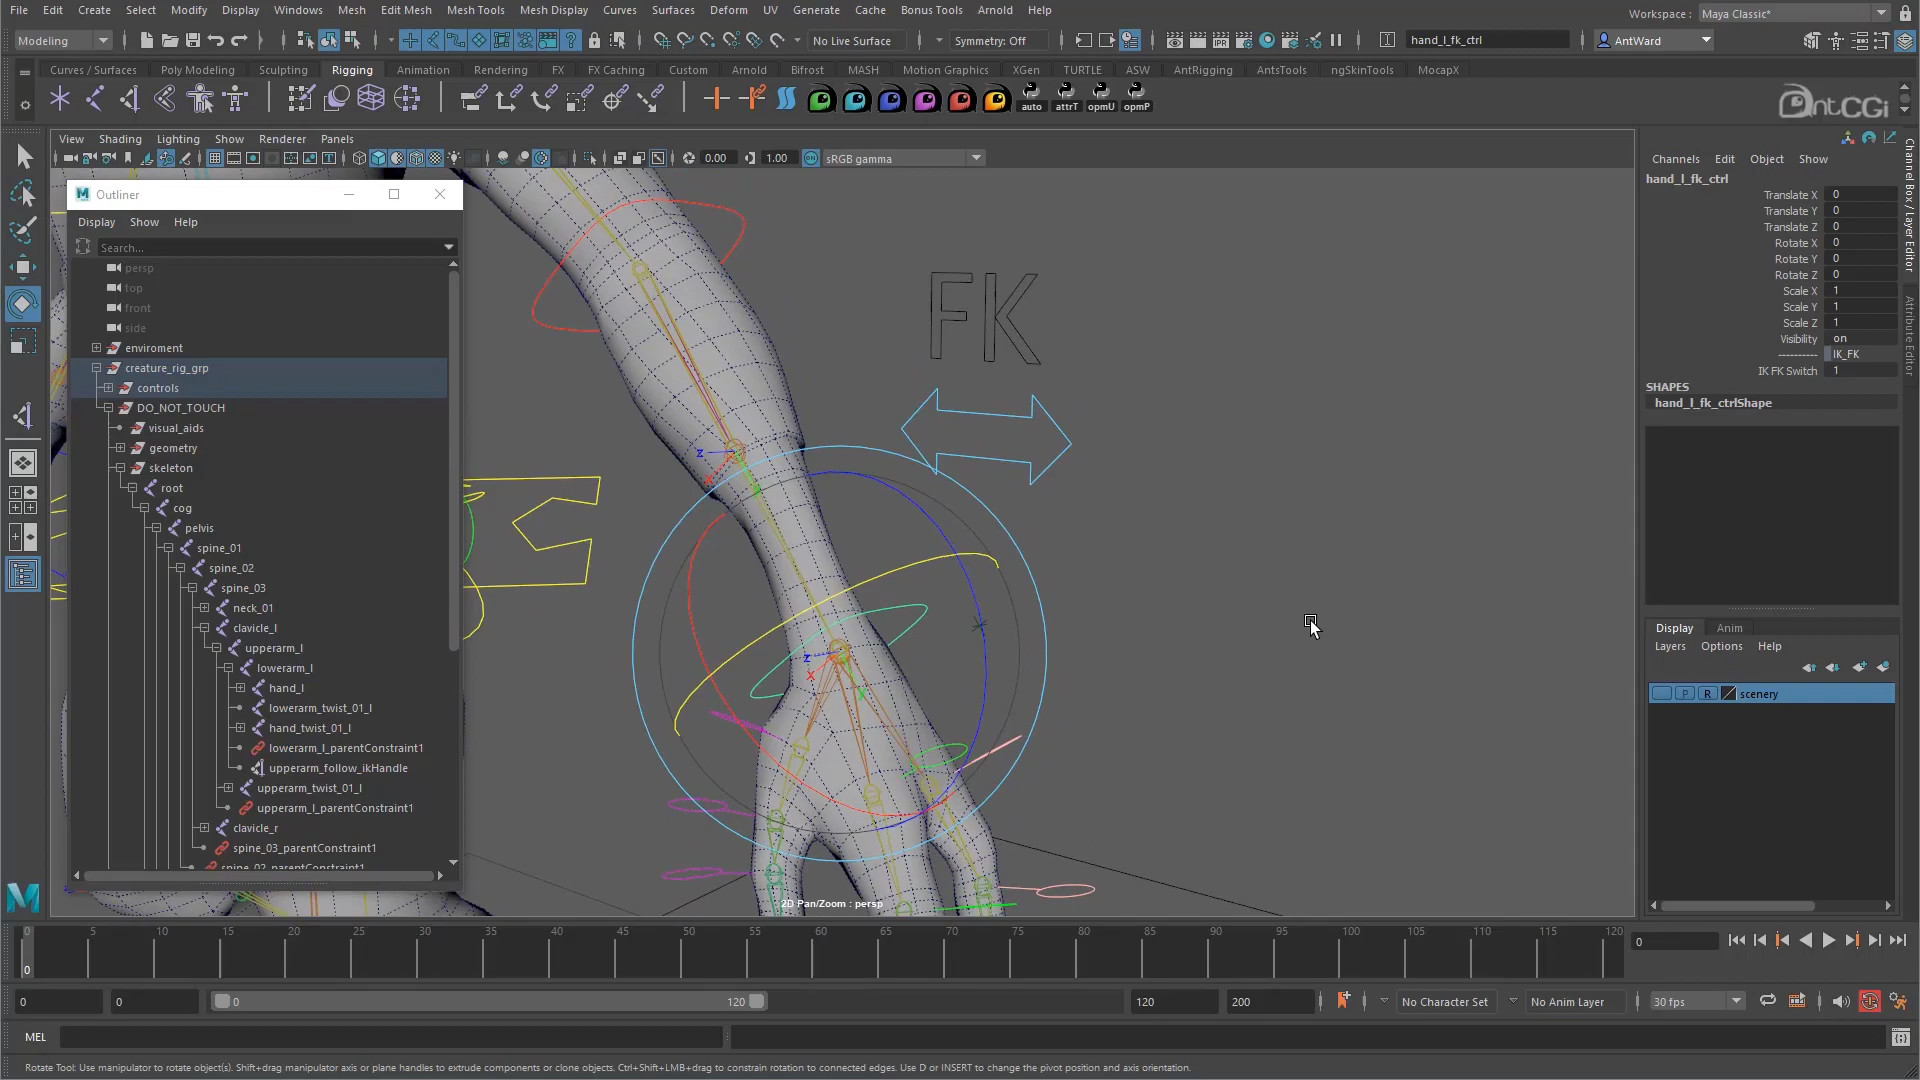 File Edit Create Select Modify Display Windows Mesh Edit Mesh Mesh Tools Mesh Display Curves Surfaces Deform UV Generate Cache Bonus Tools Arnold Help
Workspace : Maya Classic*
Modeling
No Live Surface
Symmetry: Off
hand_l_fk_ctrl
AntWard
Curves / Surfaces Poly Modeling Sculpting Rigging Animation Rendering FX FX Caching Custom Arnold Bifrost MASH Motion Graphics XGen TURTLE ASW AntRigging AntsTools ngSkinTools MocapX
IPR
auto attrT opmU opmP
antCGi
View Shading Lighting Show Renderer Panels
0.00 1.00 sRGB gamma
Outliner
Display Show Help
Search...
persp
top
front
side
enviroment
creature_rig_grp
controls
DO_NOT_TOUCH
visual_aids
geometry
skeleton
root
cog
pelvis
spine_01
spine_02
spine_03
neck_01
clavicle_l
upperarm_l
lowerarm_l
hand_l
lowerarm_twist_01_l
hand_twist_01_l
lowerarm_l_parentConstraint1
upperarm_follow_ikHandle
upperarm_twist_01_l
upperarm_l_parentConstraint1
clavicle_r
spine_03_parentConstraint1
spine_02_parentConstraint1
FK
z
x
y
z
x
y
2D Pan/Zoom : persp
Channels Edit Object Show
hand_l_fk_ctrl
Translate X 0
Translate Y 0
Translate Z 0
Rotate X 0
Rotate Y 0
Rotate Z 0
Scale X 1
Scale Y 1
Scale Z 1
Visibility on
---------- IK_FK
IK FK Switch 1
SHAPES
hand_l_fk_ctrlShape
Channel Box / Layer Editor
Attribute Editor
Display Anim
Layers Options Help
P R scenery
0 5 10 15 20 25 30 35 40 45 50 55 60 65 70 75 80 85 90 95 100 105 110 115 120
0
0
0 0 0 120 120 200 No Character Set No Anim Layer 30 fps
MEL
Rotate Tool: Use manipulator to rotate object(s). Shift+drag manipulator axis or plane handles to extrude components or clone objects. Ctrl+Shift+LMB+drag to constrain rotation to connected edges. Use D or INSERT to change the pivot position and axis orientation.